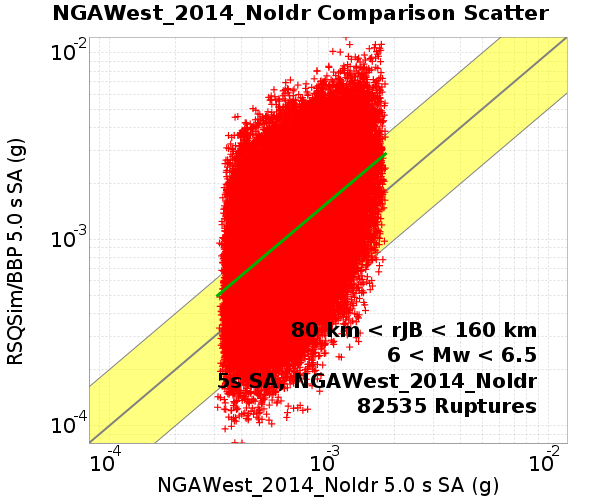 NGAWest_2014_NoIdr Comparison Scatter
10-2
10-3
10-4
RSQSim/BBP 5.0 s SA (g)
80 km < rJB < 160 km
6 < Mw < 6.5
5s SA, NGAWest_2014_NoIdr
82535 Ruptures
10-4 10-3 10-2
NGAWest_2014_NoIdr 5.0 s SA (g)